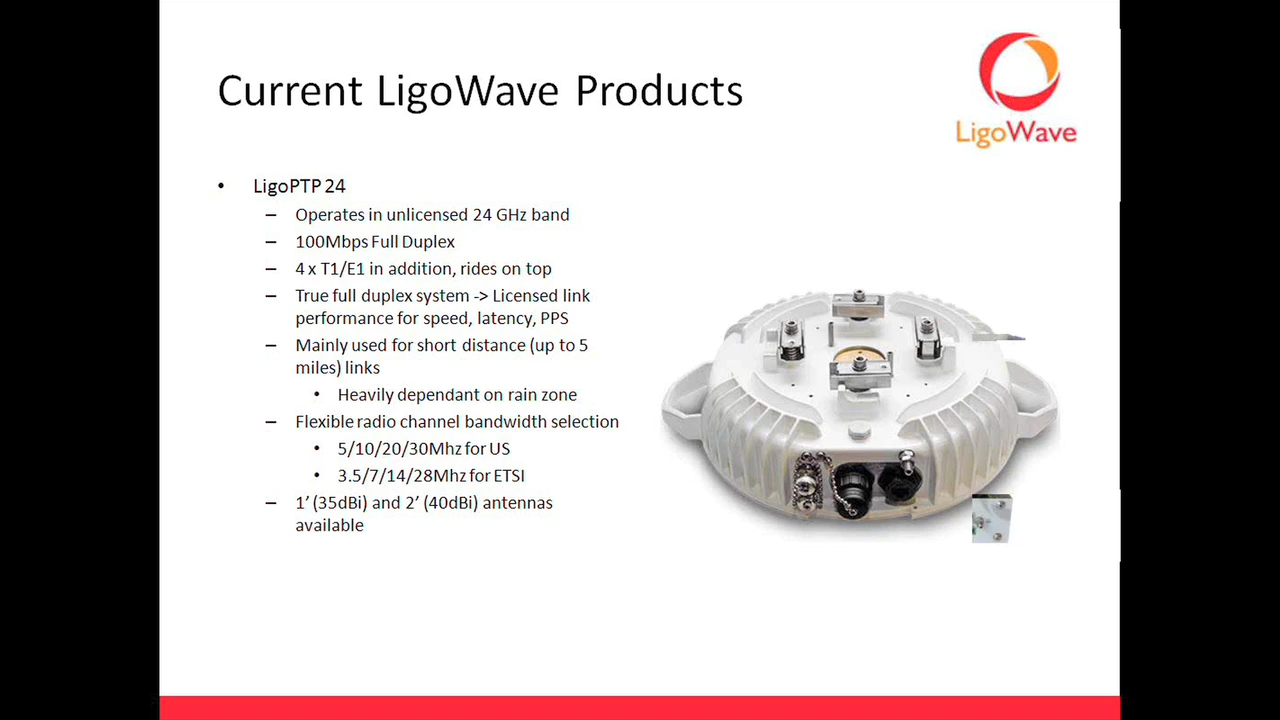 Current LigoWave Products
LigoWave
• LigoPTP 24
– Operates in unlicensed 24 GHz band
– 100Mbps Full Duplex
– 4 x T1/E1 in addition, rides on top
– True full duplex system -> Licensed link
performance for speed, latency, PPS
– Mainly used for short distance (up to 5
miles) links
• Heavily dependant on rain zone
– Flexible radio channel bandwidth selection
• 5/10/20/30Mhz for US
• 3.5/7/14/28Mhz for ETSI
– 1’ (35dBi) and 2’ (40dBi) antennas
available